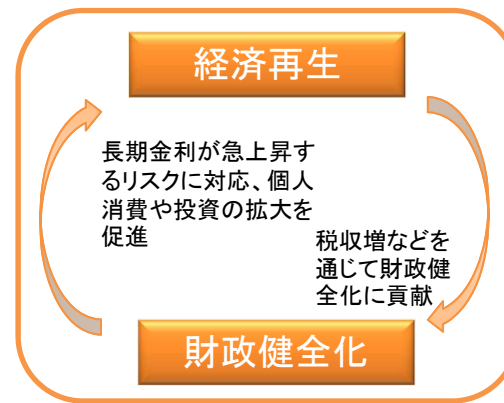 経済再生
長期金利が急上昇す
るリスクに対応、個人
消費や投資の拡大を
促進
税収増などを
通じて財政健
全化に貢献
財政健全化